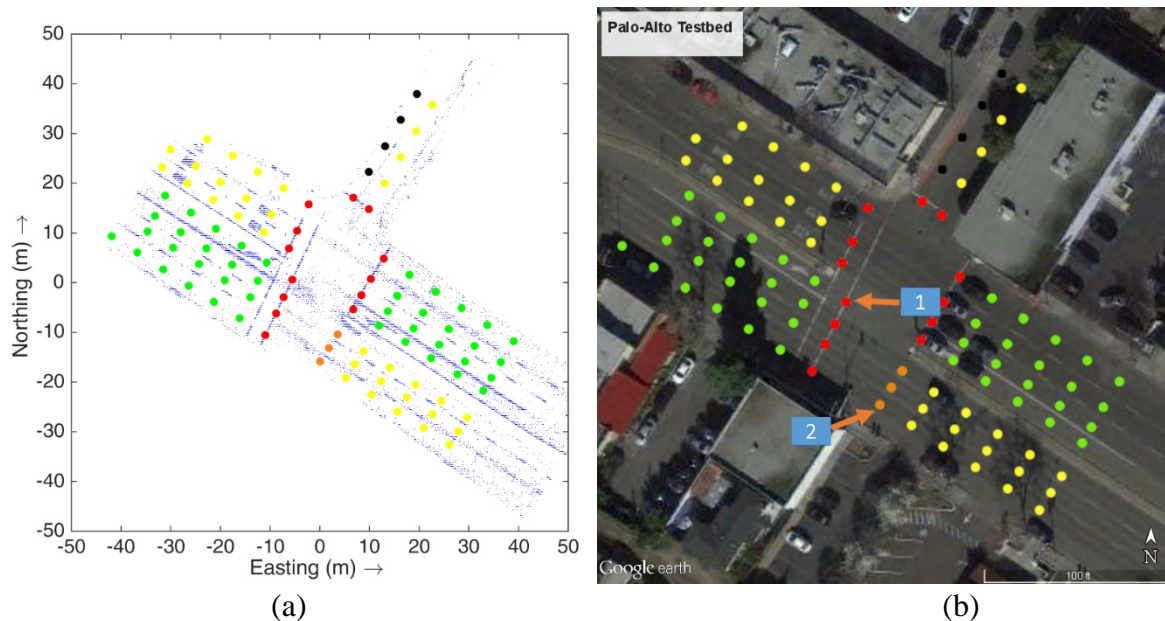 50
40
30
20
10
0
-10
-20
-30
-40
-50
Northing (m) →
-50 -40 -30 -20 -10 0 10 20 30 40 50
Easting (m) →
(a)
Palo-Alto Testbed
1
2
N
Google earth
100 ft
(b)